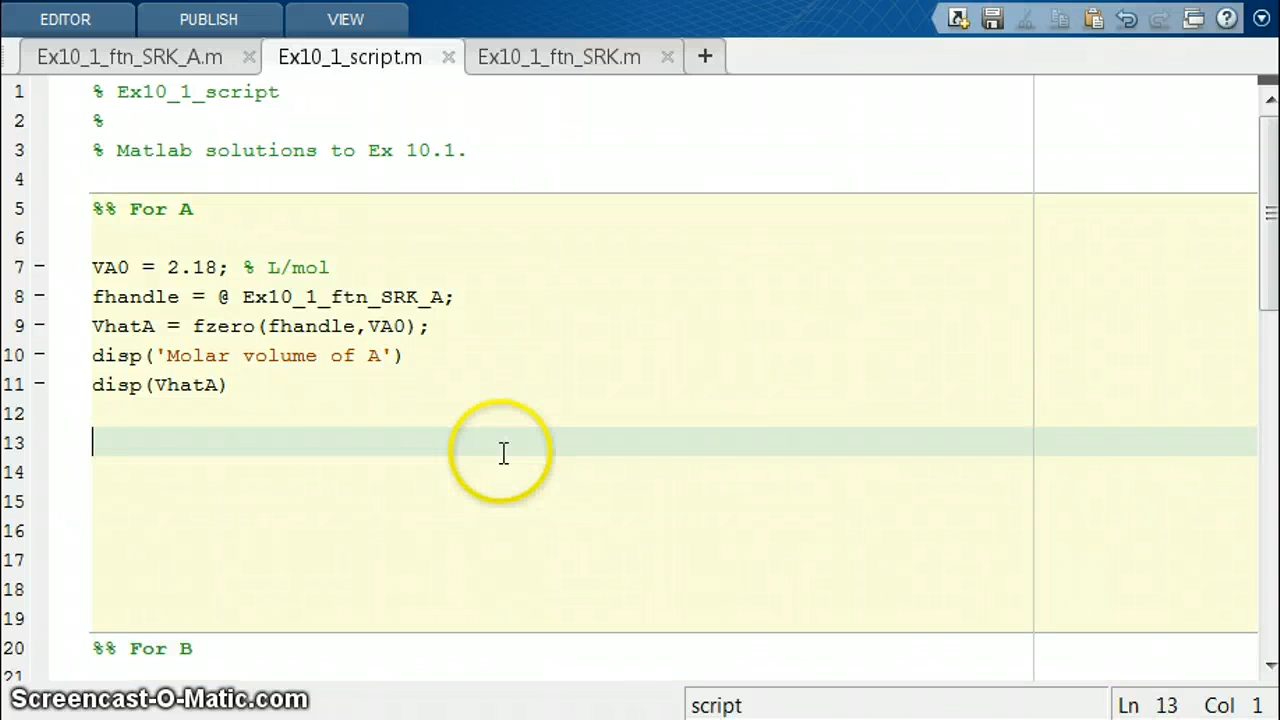 EDITOR PUBLISH VIEW
Ex10_1_ftn_SRK_A.m Ex10_1_script.m Ex10_1_ftn_SRK.m +
1 % Ex10_1_script
2 %
3 % Matlab solutions to Ex 10.1.
4
5 %% For A
6
7 - VA0 = 2.18; % L/mol
8 - fhandle = @ Ex10_1_ftn_SRK_A;
9 - VhatA = fzero(fhandle,VA0);
10 - disp('Molar volume of A')
11 - disp(VhatA)
12
13
14
15
16
17
18
19
20 %% For B
21
Screencast-O-Matic.com script Ln 13 Col 1